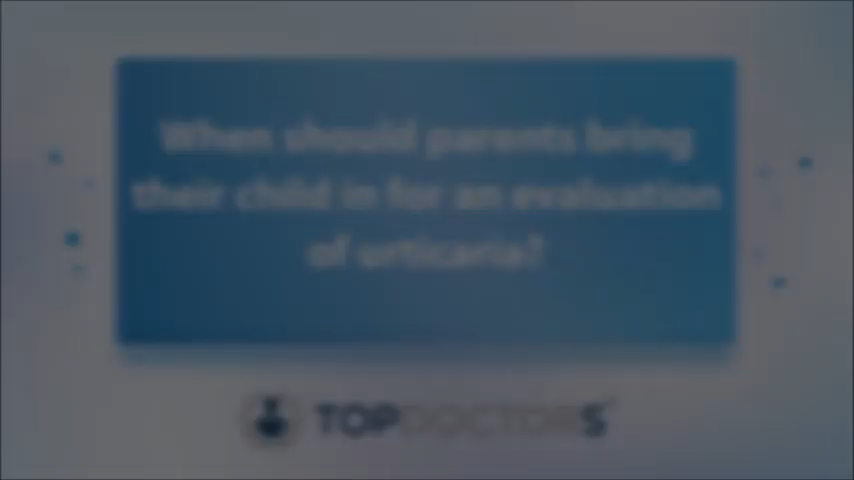 When should parents bring
their child in for an evaluation
of urticaria?
TOPDOCTORS